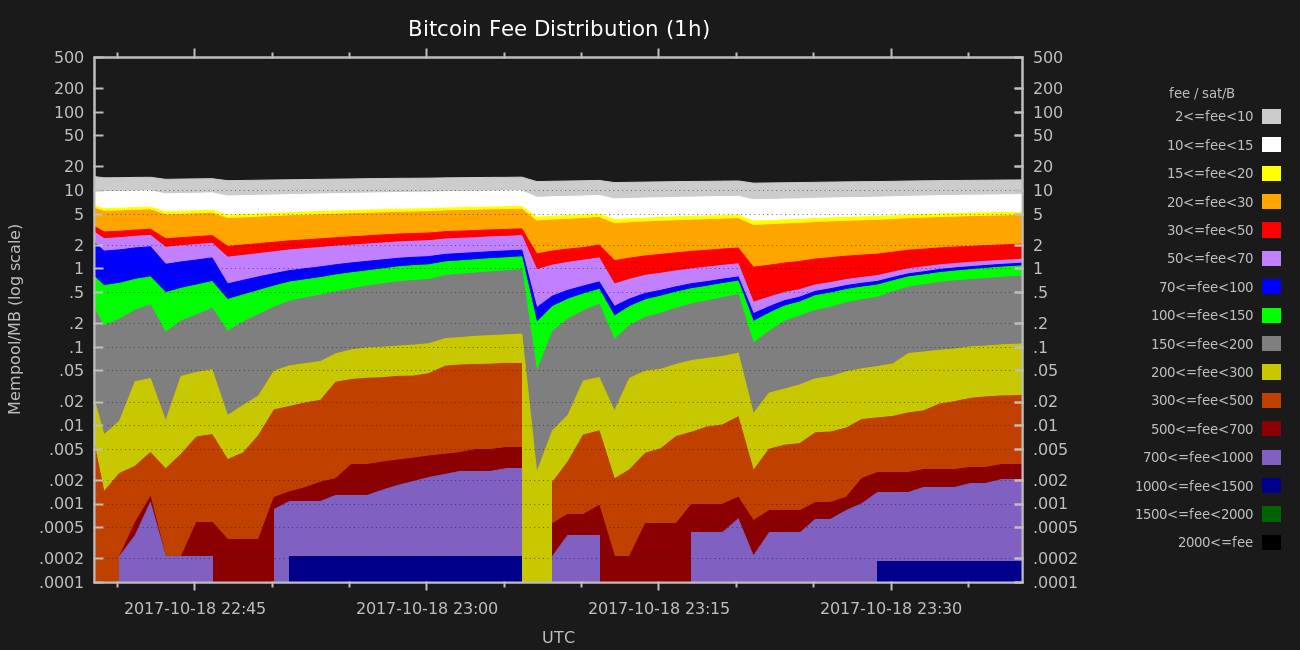 Bitcoin Fee Distribution (1h)
500 500
200 200
100 100
50 50
20 20
10 10
5 5
2 2
1 1
.5 .5
.2 .2
.1 .1
.05 .05
.02 .02
.01 .01
.005 .005
.002 .002
.001 .001
.0005 .0005
.0002 .0002
.0001 .0001
Mempool/MB (log scale)
2017-10-18 22:45 2017-10-18 23:00 2017-10-18 23:15 2017-10-18 23:30
UTC
fee / sat/B
2<=fee<10
10<=fee<15
15<=fee<20
20<=fee<30
30<=fee<50
50<=fee<70
70<=fee<100
100<=fee<150
150<=fee<200
200<=fee<300
300<=fee<500
500<=fee<700
700<=fee<1000
1000<=fee<1500
1500<=fee<2000
2000<=fee